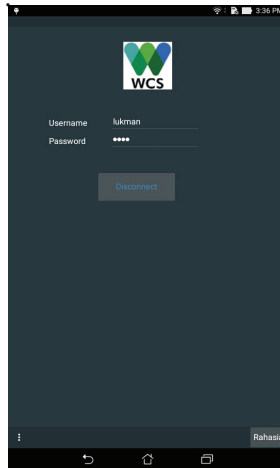 3:36 PM
WCS
Username lukman
Password ••••
Disconnect
Rahasia